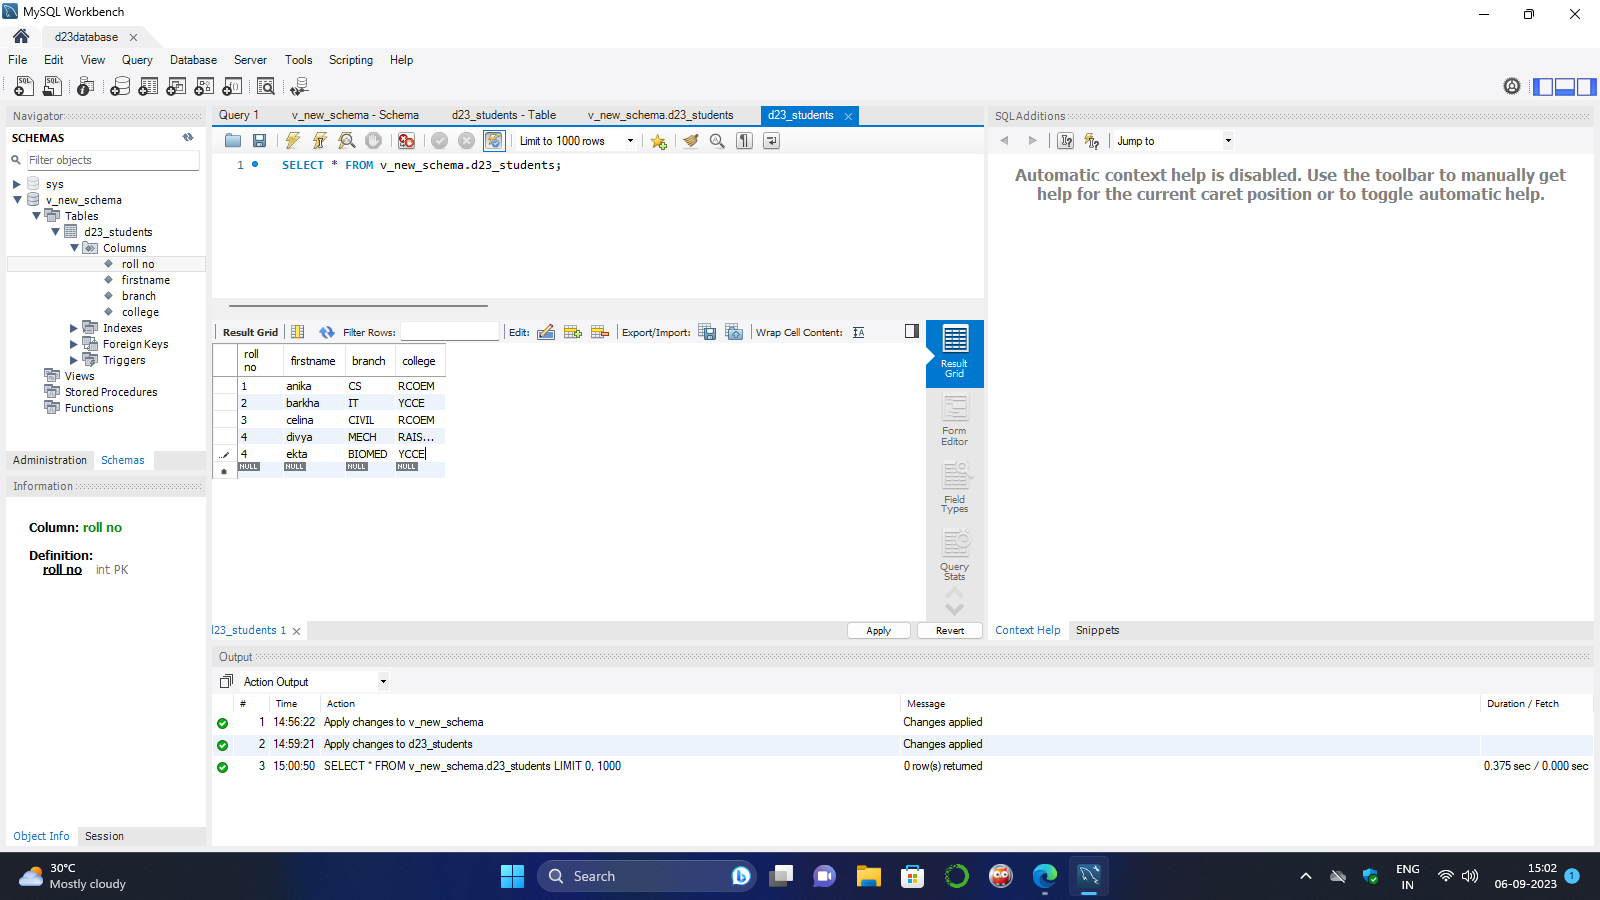 MySQL Workbench
d23database
File Edit View Query Database Server Tools Scripting Help
Navigator
SCHEMAS
Filter objects
sys
v_new_schema
Tables
d23_students
Columns
roll no
firstname
branch
college
Indexes
Foreign Keys
Triggers
Views
Stored Procedures
Functions
Administration Schemas
Information
Column: roll no
Definition:
roll no int PK
Object Info Session
Query 1 v_new_schema - Schema d23_students - Table v_new_schema.d23_students d23_students
Limit to 1000 rows
1 SELECT * FROM v_new_schema.d23_students;
Result Grid Filter Rows: Edit: Export/Import: Wrap Cell Content:
roll no firstname branch college
1 anika CS RCOEM
2 barkha IT YCCE
3 celina CIVIL RCOEM
4 divya MECH RAIS...
4 ekta BIOMED YCCE
NULL NULL NULL NULL
Result
Grid
Form
Editor
Field
Types
Query
Stats
d23_students 1 Apply Revert
SQLAdditions
Jump to
Automatic context help is disabled. Use the toolbar to manually get
help for the current caret position or to toggle automatic help.
Context Help Snippets
Output
Action Output
# Time Action Message Duration / Fetch
1 14:56:22 Apply changes to v_new_schema Changes applied
2 14:59:21 Apply changes to d23_students Changes applied
3 15:00:50 SELECT * FROM v_new_schema.d23_students LIMIT 0, 1000 0 row(s) returned 0.375 sec / 0.000 sec
30°C
Mostly cloudy
Search
ENG
IN
15:02
06-09-2023
1